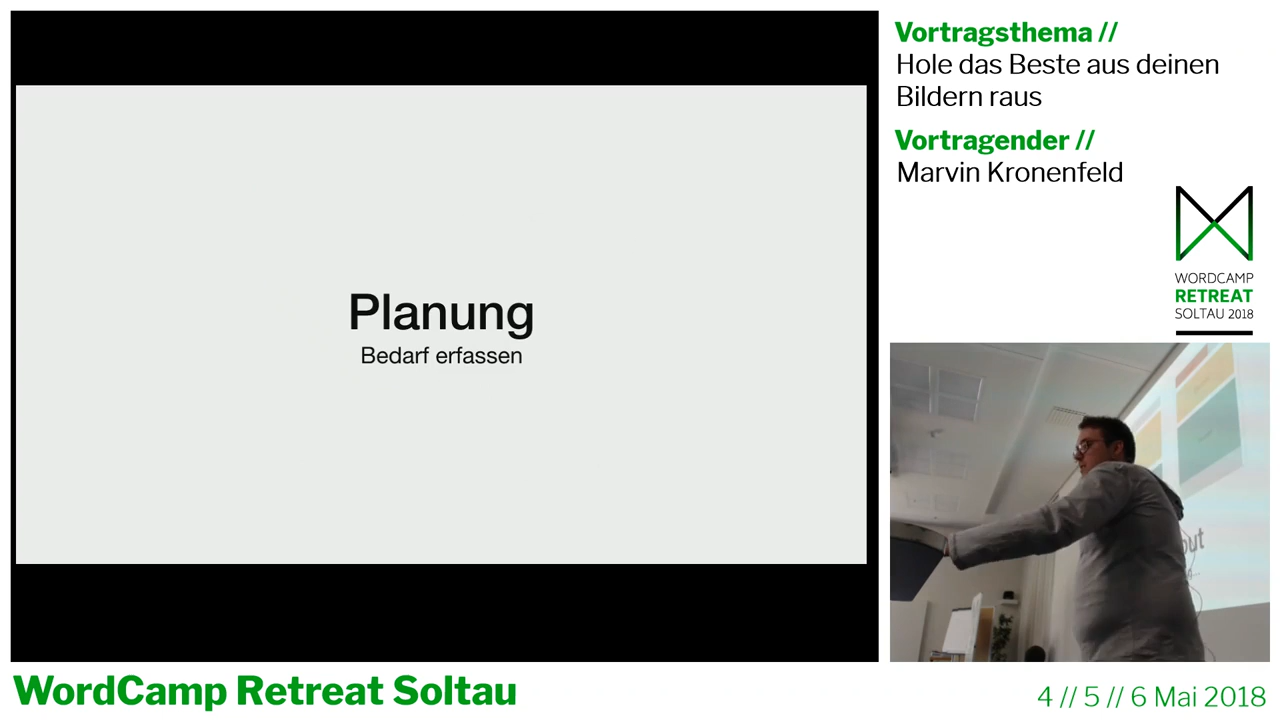 Planung
Bedarf erfassen
Vortragsthema //
Hole das Beste aus deinen
Bildern raus
Vortragender //
Marvin Kronenfeld
WORDCAMP
RETREAT
SOLTAU 2018
WordCamp Retreat Soltau
4 // 5 // 6 Mai 2018